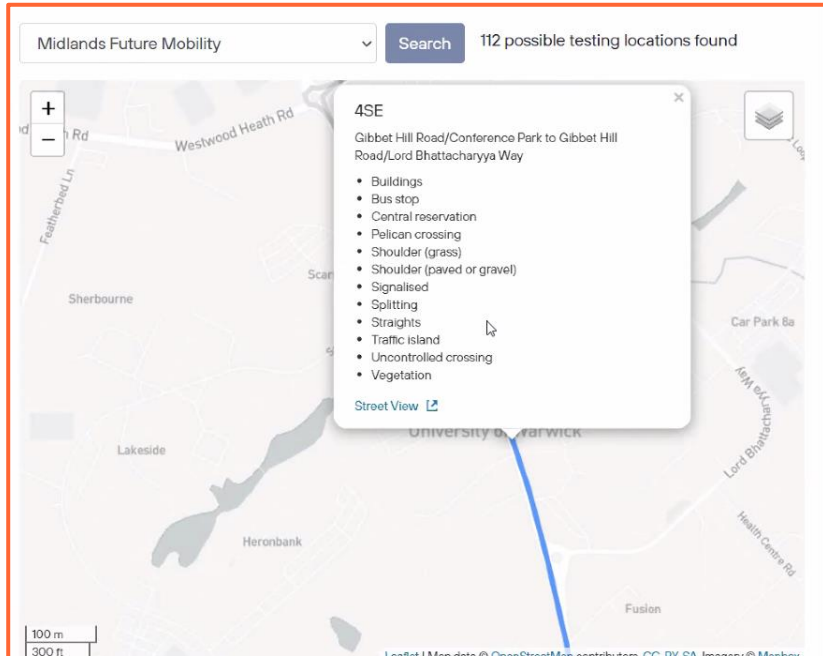 Midlands Future Mobility
Search
112 possible testing locations found
+
−
Rd
Westwood Heath Rd
Featherbed Ln
Sherbourne
Lakeside
Heronbank
4SE
Gibbet Hill Road/Conference Park to Gibbet Hill
Road/Lord Bhattacharyya Way
• Buildings
• Bus stop
• Central reservation
• Pelican crossing
• Shoulder (grass)
• Shoulder (paved or gravel)
• Signalised
• Splitting
• Straights
• Traffic island
• Uncontrolled crossing
• Vegetation
Street View
University of Warwick
Car Park 8a
Lord Bhattacharyya Way
Health Centre Rd
Fusion
100 m
300 ft
Leaflet | Map data © OpenStreetMap contributors, CC-BY-SA, Imagery © Mapbox